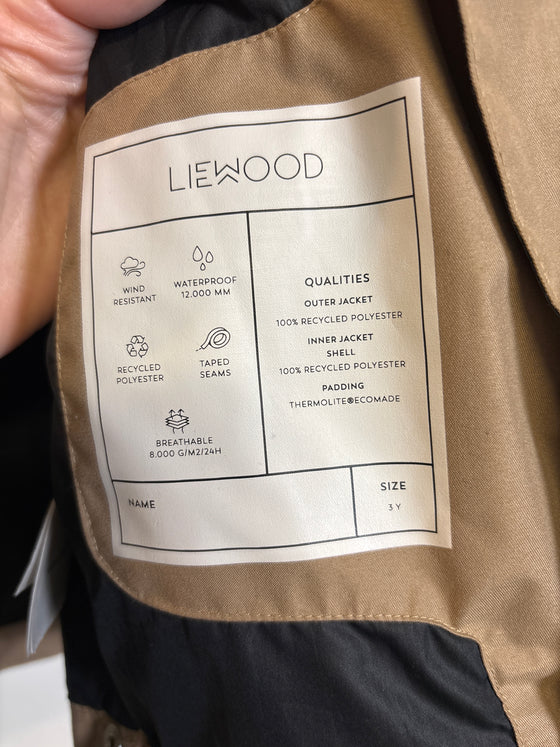 LIEWOOD
WIND
RESISTANT
WATERPROOF
12.000 MM
RECYCLED
POLYESTER
TAPED
SEAMS
BREATHABLE
8.000 G/M2/24H
QUALITIES
OUTER JACKET
100% RECYCLED POLYESTER
INNER JACKET
SHELL
100% RECYCLED POLYESTER
PADDING
THERMOLITE®ECOMADE
NAME
SIZE
3 Y